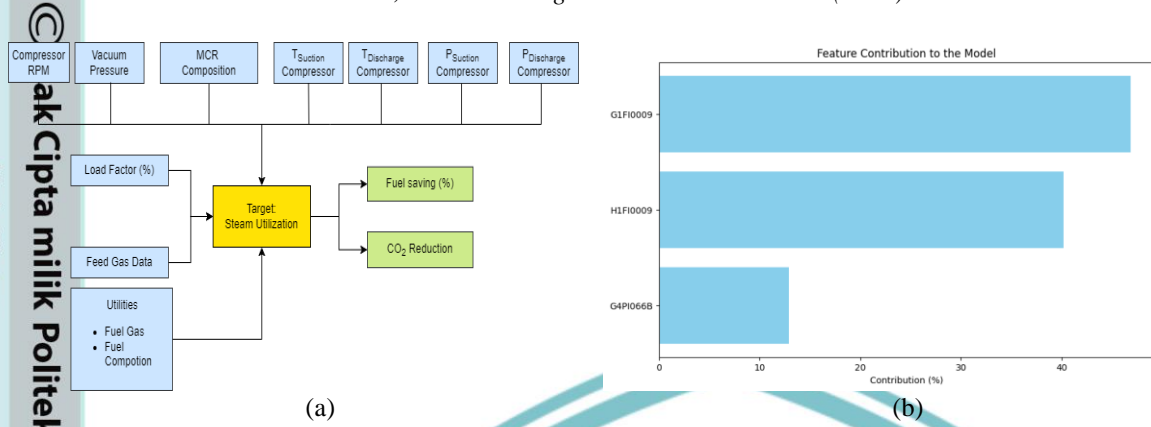 Compressor
RPM
Vacuum
Pressure
MCR
Composition
TSuction
Compressor
TDischarge
Compressor
PSuction
Compressor
PDischarge
Compressor
Load Factor (%)
Feed Gas Data
Utilities
• Fuel Gas
• Fuel
Compotion
Target:
Steam Utilization
Fuel saving (%)
CO2 Reduction
(a)
Feature Contribution to the Model
G1FI0009
H1FI0009
G4PI066B
0 10 20 30 40
Contribution (%)
(b)
©
ak Cipta milik Politek